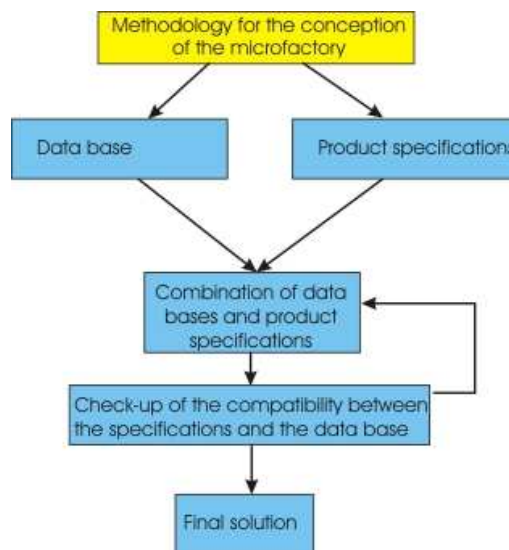 Methodology for the conception
of the microfactory
Data base
Product specifications
Combination of data
bases and product
specifications
Check-up of the compatibility between
the specifications and the data base
Final solution